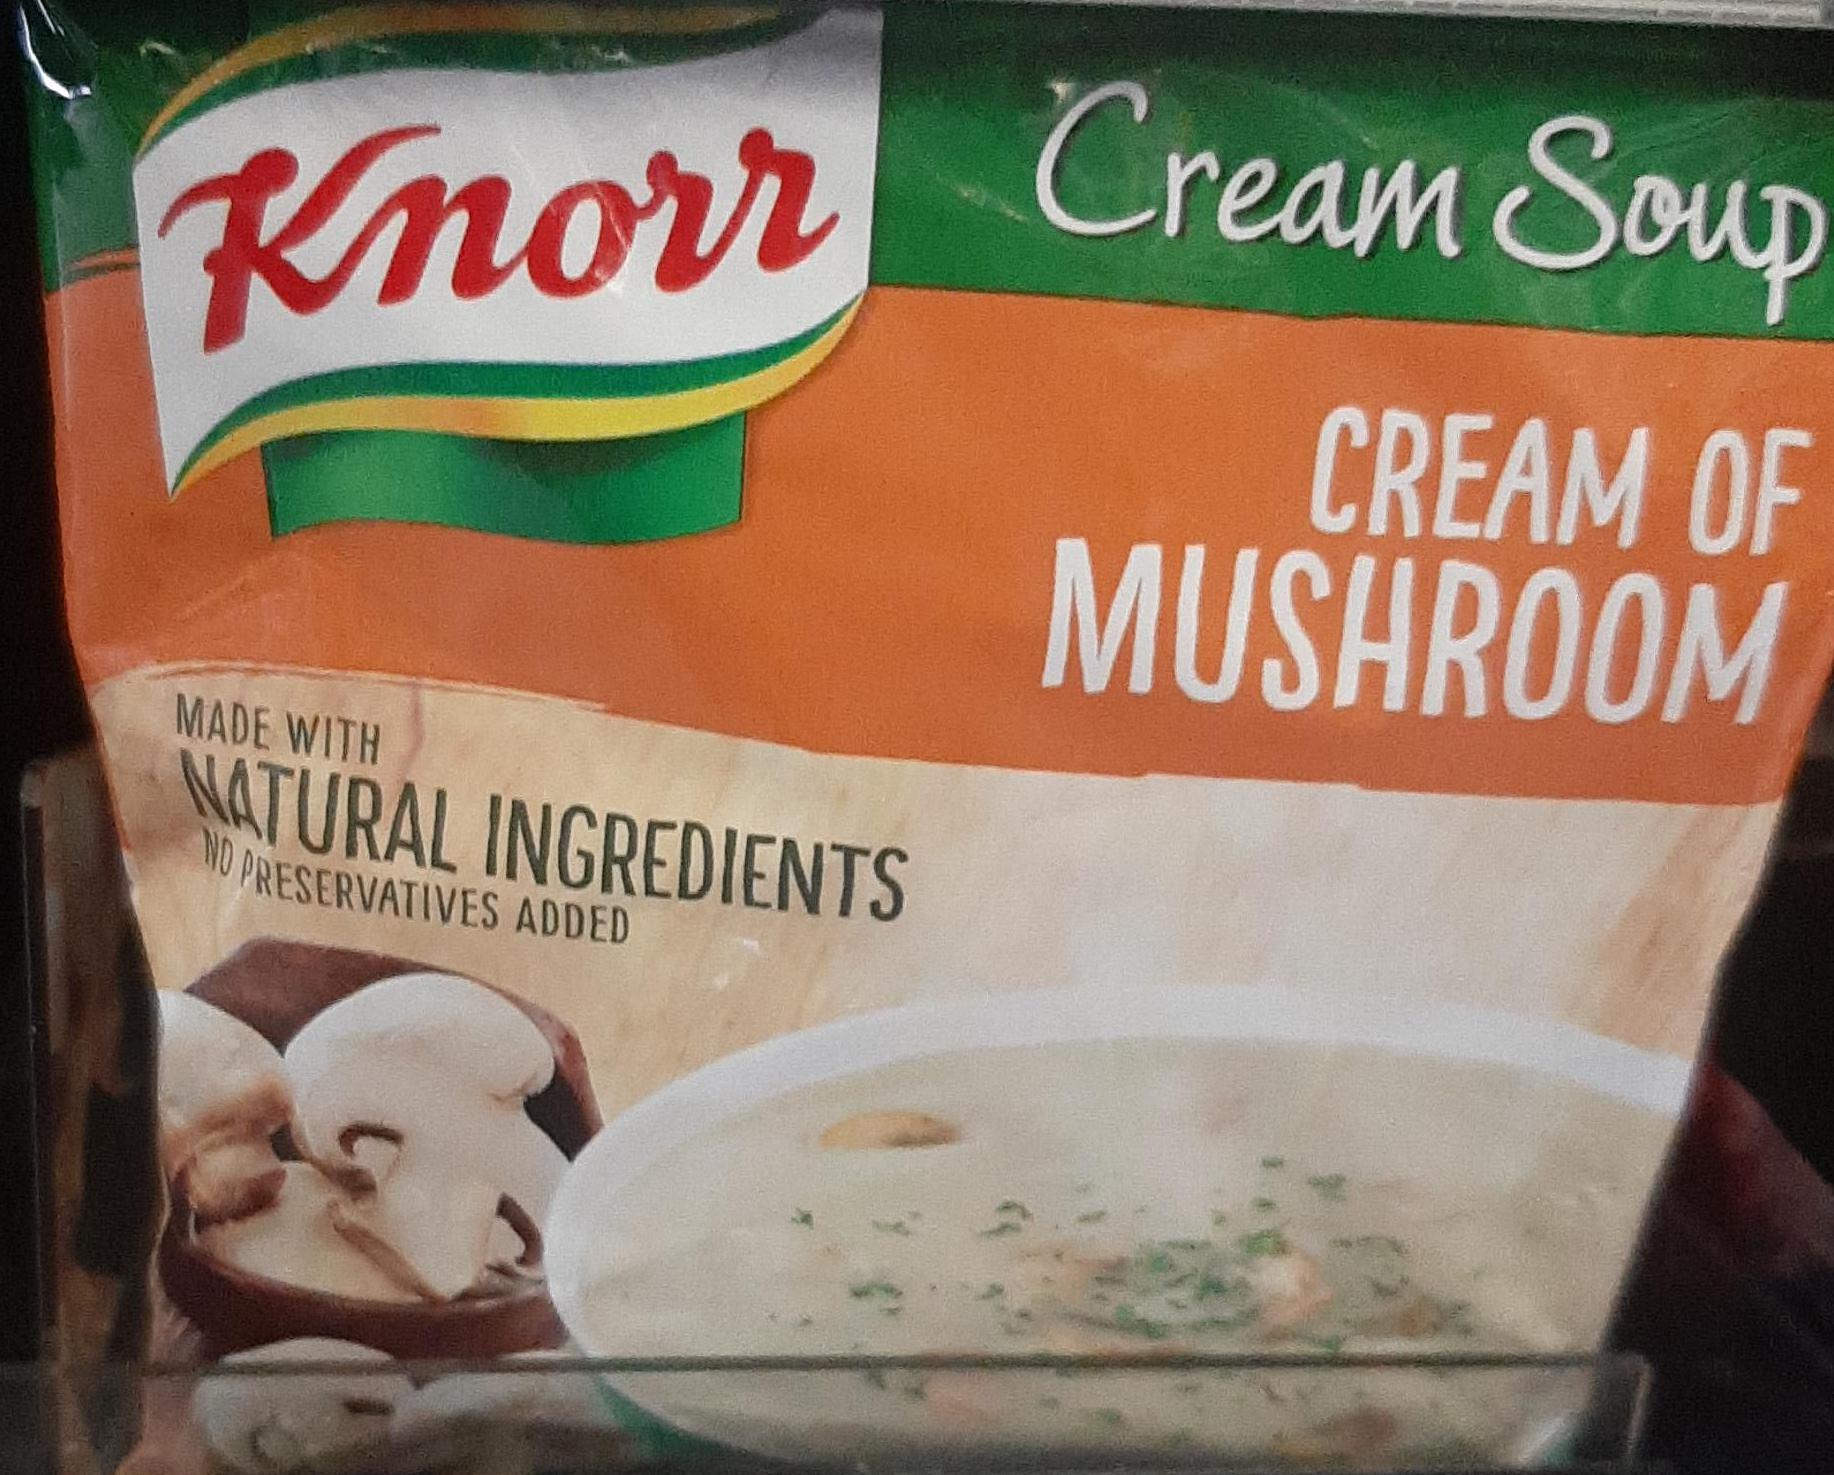 Knorr
Cream Soup
CREAM OF
MUSHROOM
MADE WITH
NATURAL INGREDIENTS
NO PRESERVATIVES ADDED